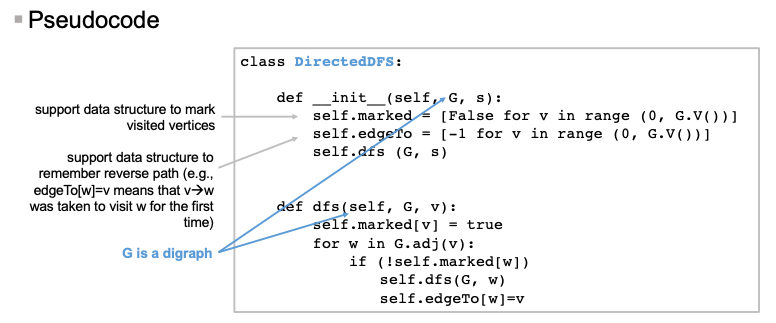 Pseudocode
class DirectedDFS:
def __init__(self, G, s):
self.marked = [False for v in range (0, G.V())]
self.edgeTo = [-1 for v in range (0, G.V())]
self.dfs (G, s)
support data structure to mark
visited vertices
support data structure to
remember reverse path (e.g.,
edgeTo[w]=v means that v→w
was taken to visit w for the first
time)
G is a digraph
def dfs(self, G, v):
self.marked[v] = true
for w in G.adj(v):
if (!self.marked[w])
self.dfs(G, w)
self.edgeTo[w]=v